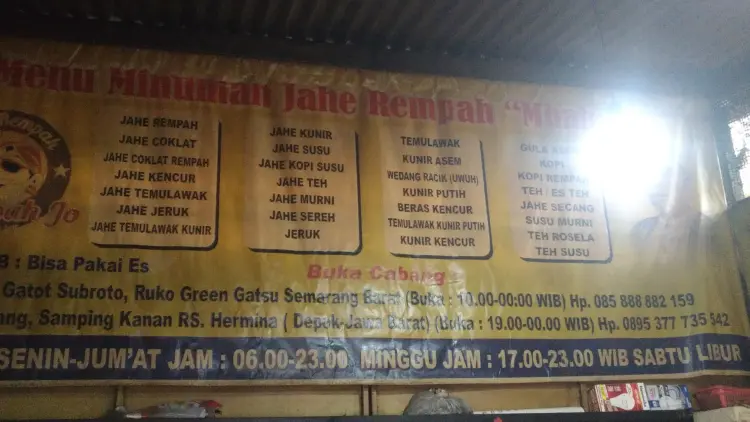 Menu Minuman Jahe Rempah
JAHE REMPAH
JAHE COKLAT
JAHE COKLAT REMPAH
JAHE KENCUR
JAHE TEMULAWAK
JAHE JERUK
JAHE TEMULAWAK KUNIR
JAHE KUNIR
JAHE SUSU
JAHE KOPI SUSU
JAHE TEH
JAHE MURNI
JAHE SEREH
JERUK
TEMULAWAK
KUNIR ASEM
WEDANG RACIK (UWUH)
KUNIR PUTIH
BERAS KENCUR
TEMULAWAK KUNIR PUTIH
KUNIR KENCUR
GULA
KOPI
KOPI REMPAH
TEH / ES TEH
JAHE SECANG
SUSU MURNI
TEH ROSELA
TEH SUSU
Jo
B : Bisa Pakai Es
Buka Cabang
Gatot Subroto, Ruko Green Gatsu Semarang Barat (Buka : 10.00-00:00 WIB) Hp. 085 888 882 159
ang, Samping Kanan RS. Hermina ( Depok-Jawa Barat) (Buka : 19.00-00.00 WIB) Hp. 0895 377 735 542
SENIN-JUM'AT JAM : 06.00-23.00 MINGGU JAM : 17.00-23.00 WIB SABTU LIBUR